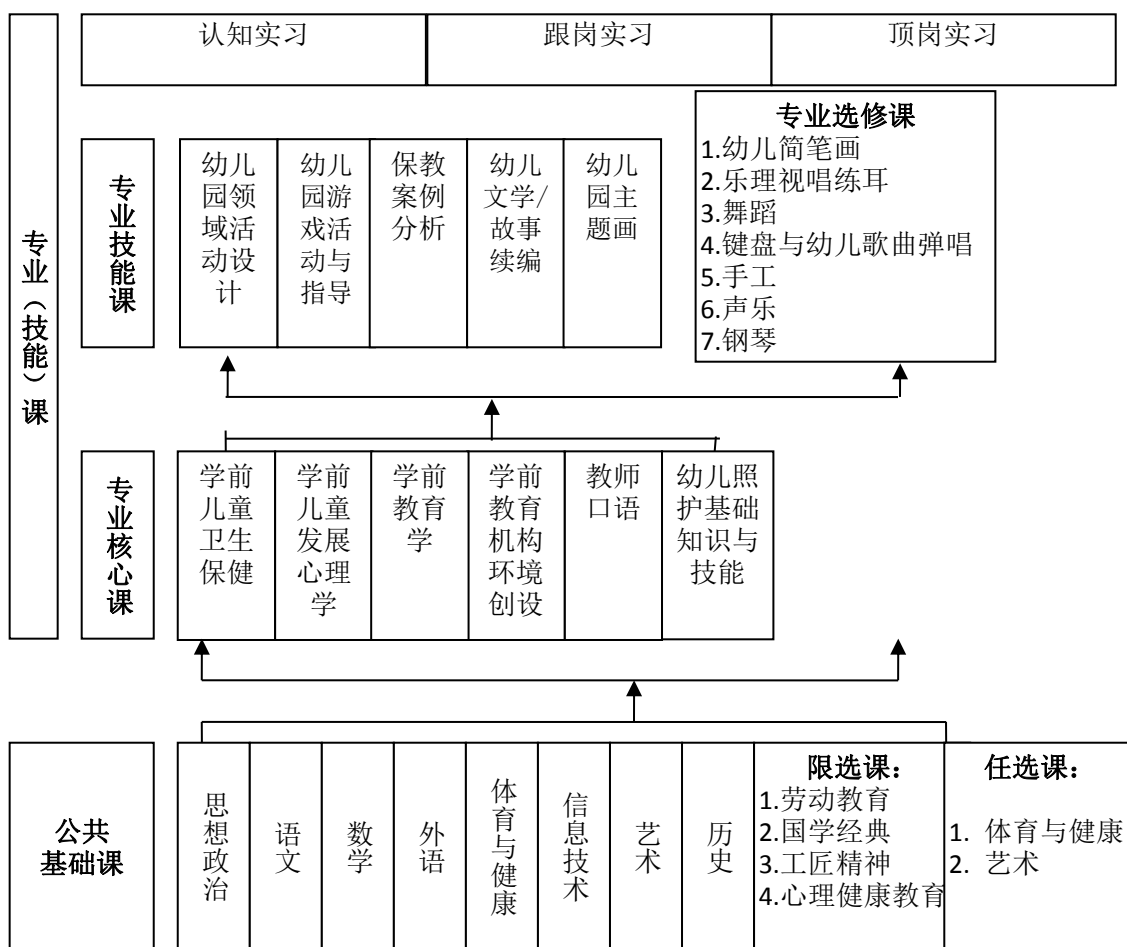 认知实习
跟岗实习
顶岗实习
专业（技能）课
专业技能课
幼儿
园领
域活
动设
计
幼儿
园游
戏活
动与
指导
保教
案例
分析
幼儿
文学/
故事
续编
幼儿
园主
题画
专业选修课
1.幼儿简笔画
2.乐理视唱练耳
3.舞蹈
4.键盘与幼儿歌曲弹唱
5.手工
6.声乐
7.钢琴
专业核心课
学前
儿童
卫生
保健
学前
儿童
发展
心理
学
学前
教育
学
学前
教育
机构
环境
创设
教师
口语
幼儿照
护基础
知识与
技能
公共
基础课
思想政治
语文
数学
外语
体育与健康
信息技术
艺术
历史
限选课：
1.劳动教育
2.国学经典
3.工匠精神
4.心理健康教育
任选课：
1. 体育与健康
2. 艺术